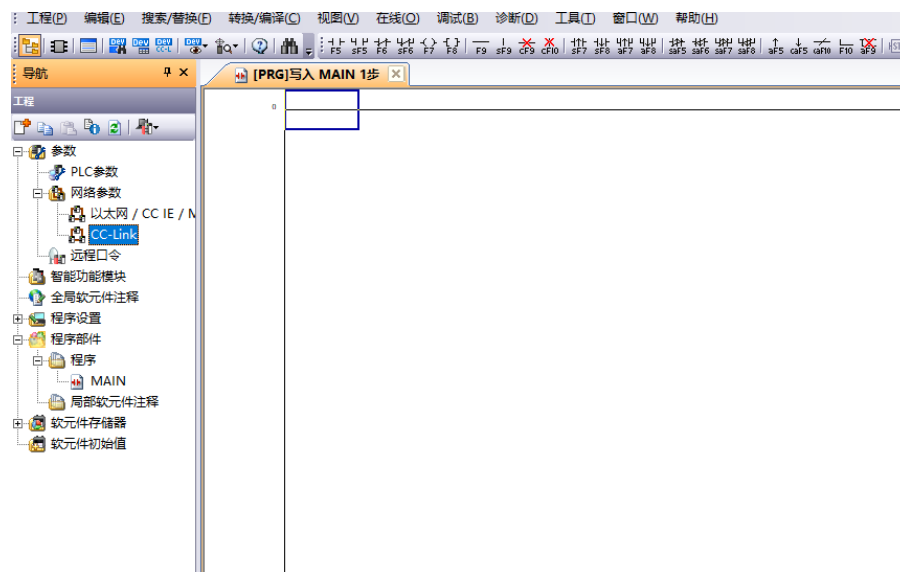 工程(P) 编辑(E) 搜索/替换(F) 转换/编译(C) 视图(V) 在线(O) 调试(B) 诊断(D) 工具(T) 窗口(W) 帮助(H)
DEV DEV DEV CC-L DEV F5 sF5 F6 sF6 F7 F8 F9 sF9 cF9 cF10 sF7 sF8 aF7 aF8 saF5 saF6 saF7 saF8 aF5 caF5 caF10 F10 aF9
导航 [PRG]写入 MAIN 1步
工程
0
参数
PLC参数
网络参数
以太网 / CC IE /
CC-Link
远程口令
智能功能模块
全局软元件注释
程序设置
程序部件
程序
MAIN
局部软元件注释
软元件存储器
软元件初始值